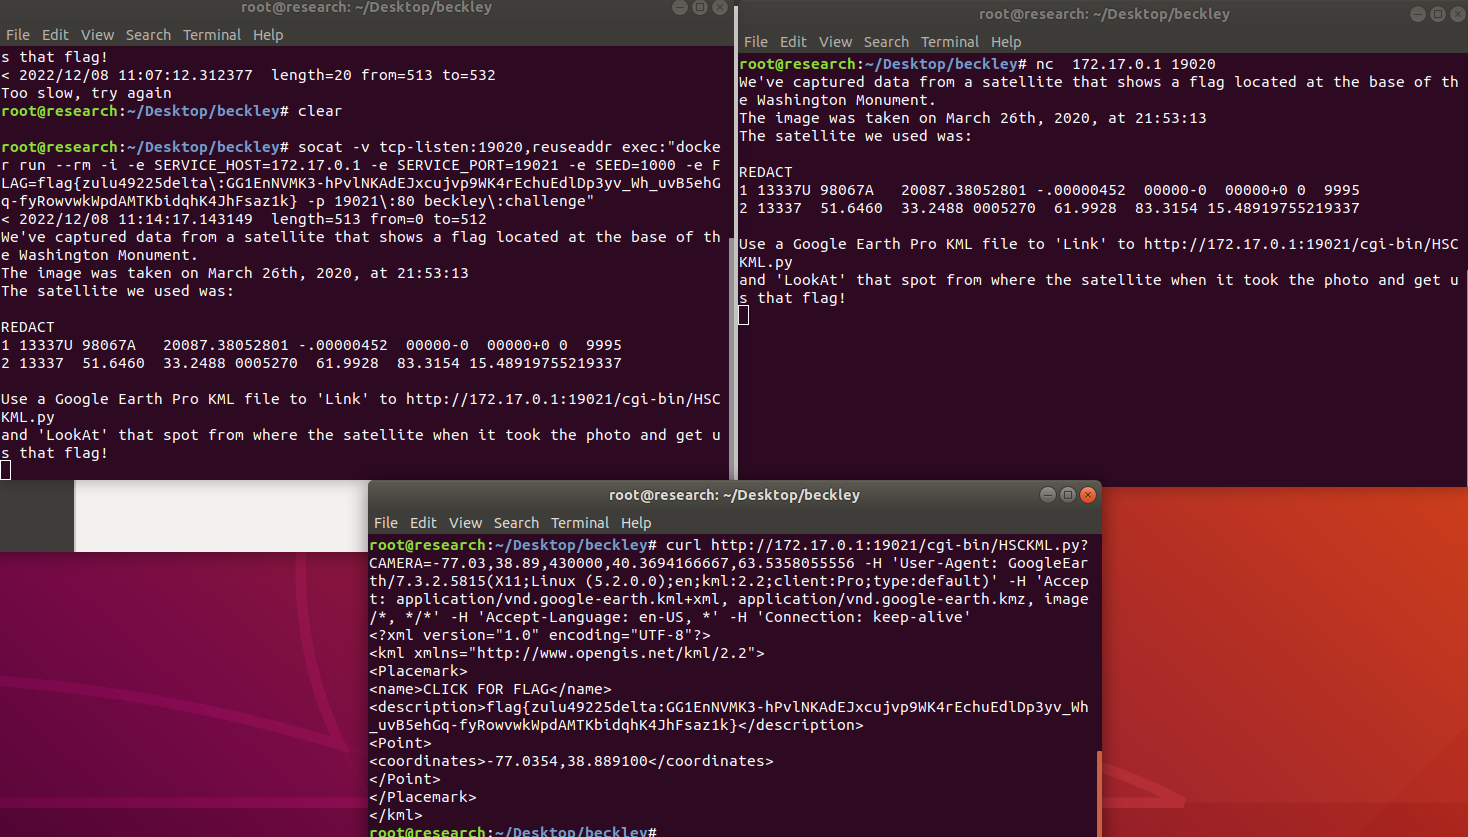 root@research: ~/Desktop/beckley
File Edit View Search Terminal Help
s that flag!
< 2022/12/08 11:07:12.312377  length=20 from=513 to=532
Too slow, try again
root@research:~/Desktop/beckley# clear
root@research:~/Desktop/beckley# socat -v tcp-listen:19020,reuseaddr exec:"docke
r run --rm -i -e SERVICE_HOST=172.17.0.1 -e SERVICE_PORT=19021 -e SEED=1000 -e F
LAG=flag{zulu49225delta\:GG1EnNVMK3-hPvlNKAdEJxcujvp9WK4rEchuEdlDp3yv_Wh_uvB5ehG
q-fyRowvwkWpdAMTKbidqhK4JhFsaz1k} -p 19021\:80 beckley\:challenge"
< 2022/12/08 11:14:17.143149  length=513 from=0 to=512
We've captured data from a satellite that shows a flag located at the base of th
e Washington Monument.
The image was taken on March 26th, 2020, at 21:53:13
The satellite we used was:
REDACT
1 13337U 98067A   20087.38052801 -.00000452  00000-0  00000+0 0  9995
2 13337  51.6460  33.2488 0005270  61.9928  83.3154 15.48919755219337
Use a Google Earth Pro KML file to 'Link' to http://172.17.0.1:19021/cgi-bin/HSC
KML.py
and 'LookAt' that spot from where the satellite when it took the photo and get u
s that flag!
root@research: ~/Desktop/beckley
File Edit View Search Terminal Help
root@research:~/Desktop/beckley# nc  172.17.0.1 19020
We've captured data from a satellite that shows a flag located at the base of th
e Washington Monument.
The image was taken on March 26th, 2020, at 21:53:13
The satellite we used was:
REDACT
1 13337U 98067A   20087.38052801 -.00000452  00000-0  00000+0 0  9995
2 13337  51.6460  33.2488 0005270  61.9928  83.3154 15.48919755219337
Use a Google Earth Pro KML file to 'Link' to http://172.17.0.1:19021/cgi-bin/HSC
KML.py
and 'LookAt' that spot from where the satellite when it took the photo and get u
s that flag!
root@research: ~/Desktop/beckley
File Edit View Search Terminal Help
root@research:~/Desktop/beckley# curl http://172.17.0.1:19021/cgi-bin/HSCKML.py?
CAMERA=-77.03,38.89,430000,40.3694166667,63.5358055556 -H 'User-Agent: GoogleEar
th/7.3.2.5815(X11;Linux (5.2.0.0);en;kml:2.2;client:Pro;type:default)' -H 'Accep
t: application/vnd.google-earth.kml+xml, application/vnd.google-earth.kmz, image
/*, */*' -H 'Accept-Language: en-US, *' -H 'Connection: keep-alive'
<?xml version="1.0" encoding="UTF-8"?>
<kml xmlns="http://www.opengis.net/kml/2.2">
<Placemark>
<name>CLICK FOR FLAG</name>
<description>flag{zulu49225delta:GG1EnNVMK3-hPvlNKAdEJxcujvp9WK4rEchuEdlDp3yv_Wh
_uvB5ehGq-fyRowvwkWpdAMTKbidqhK4JhFsaz1k}</description>
<Point>
<coordinates>-77.0354,38.889100</coordinates>
</Point>
</Placemark>
</kml>
root@research:~/Desktop/beckley#